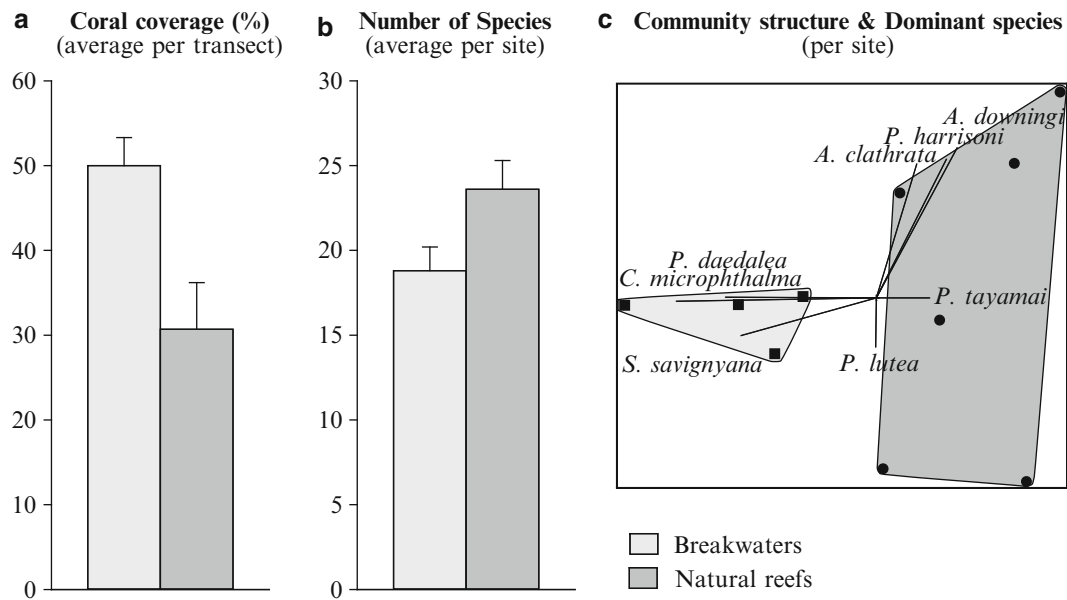 a Coral coverage (%)
(average per transect)
60
50
40
30
20
10
0
b Number of Species
(average per site)
30
25
20
15
10
5
0
c Community structure & Dominant species
(per site)
A. downingi
P. harrisoni
A. clathrata
P. daedalea
C. microphthalma
P. tayamai
S. savignyana
P. lutea
Breakwaters
Natural reefs